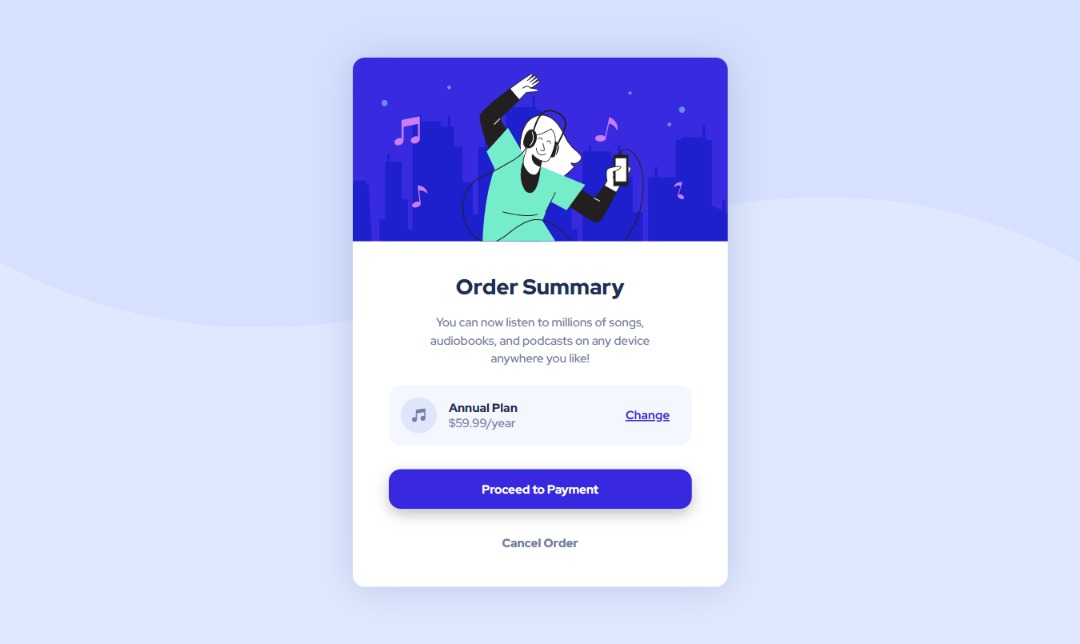 Order Summary
You can now listen to millions of songs,
audiobooks, and podcasts on any device
anywhere you like!
Annual Plan
$59.99/year
Change
Proceed to Payment
Cancel Order